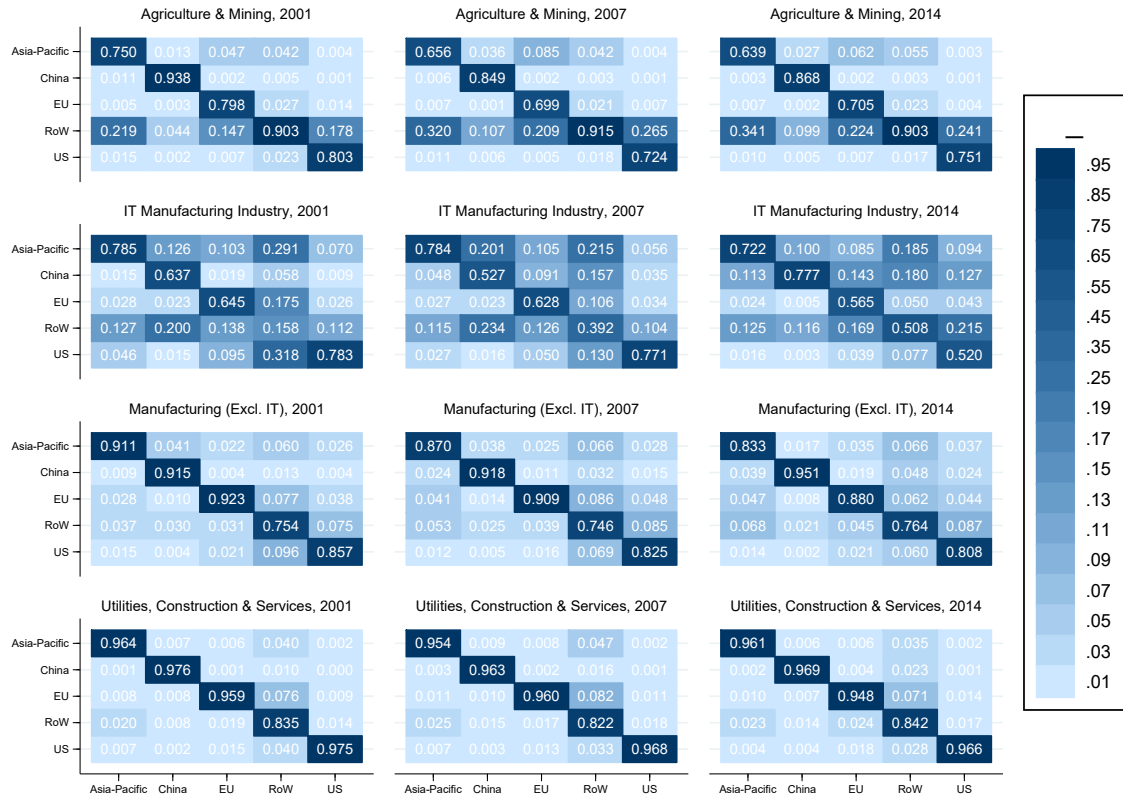 Agriculture & Mining, 2001 Agriculture & Mining, 2007 Agriculture & Mining, 2014
Asia-Pacific 0.750 0.013 0.047 0.042 0.004 0.656 0.036 0.085 0.042 0.004 0.639 0.027 0.062 0.055 0.003
China 0.011 0.938 0.002 0.005 0.001 0.006 0.849 0.002 0.003 0.001 0.003 0.868 0.002 0.003 0.001
EU 0.005 0.003 0.798 0.027 0.014 0.007 0.001 0.699 0.021 0.007 0.007 0.002 0.705 0.023 0.004
RoW 0.219 0.044 0.147 0.903 0.178 0.320 0.107 0.209 0.915 0.265 0.341 0.099 0.224 0.903 0.241
US 0.015 0.002 0.007 0.023 0.803 0.011 0.006 0.005 0.018 0.724 0.010 0.005 0.007 0.017 0.751
IT Manufacturing Industry, 2001 IT Manufacturing Industry, 2007 IT Manufacturing Industry, 2014
Asia-Pacific 0.785 0.126 0.103 0.291 0.070 0.784 0.201 0.105 0.215 0.056 0.722 0.100 0.085 0.185 0.094
China 0.015 0.637 0.019 0.058 0.009 0.048 0.527 0.091 0.157 0.035 0.113 0.777 0.143 0.180 0.127
EU 0.028 0.023 0.645 0.175 0.026 0.027 0.023 0.628 0.106 0.034 0.024 0.005 0.565 0.050 0.043
RoW 0.127 0.200 0.138 0.158 0.112 0.115 0.234 0.126 0.392 0.104 0.125 0.116 0.169 0.508 0.215
US 0.046 0.015 0.095 0.318 0.783 0.027 0.016 0.050 0.130 0.771 0.016 0.003 0.039 0.077 0.520
Manufacturing (Excl. IT), 2001 Manufacturing (Excl. IT), 2007 Manufacturing (Excl. IT), 2014
Asia-Pacific 0.911 0.041 0.022 0.060 0.026 0.870 0.038 0.025 0.066 0.028 0.833 0.017 0.035 0.066 0.037
China 0.009 0.915 0.004 0.013 0.004 0.024 0.918 0.011 0.032 0.015 0.039 0.951 0.019 0.048 0.024
EU 0.028 0.010 0.923 0.077 0.038 0.041 0.014 0.909 0.086 0.048 0.047 0.008 0.880 0.062 0.044
RoW 0.037 0.030 0.031 0.754 0.075 0.053 0.025 0.039 0.746 0.085 0.068 0.021 0.045 0.764 0.087
US 0.015 0.004 0.021 0.096 0.857 0.012 0.005 0.016 0.069 0.825 0.014 0.002 0.021 0.060 0.808
Utilities, Construction & Services, 2001 Utilities, Construction & Services, 2007 Utilities, Construction & Services, 2014
Asia-Pacific 0.964 0.007 0.006 0.040 0.002 0.954 0.009 0.008 0.047 0.002 0.961 0.006 0.006 0.035 0.002
China 0.001 0.976 0.001 0.010 0.000 0.003 0.963 0.002 0.016 0.001 0.002 0.969 0.004 0.023 0.001
EU 0.008 0.008 0.959 0.076 0.009 0.011 0.010 0.960 0.082 0.011 0.010 0.007 0.948 0.071 0.014
RoW 0.020 0.008 0.019 0.835 0.014 0.025 0.015 0.017 0.822 0.018 0.023 0.014 0.024 0.842 0.017
US 0.007 0.002 0.015 0.040 0.975 0.007 0.003 0.013 0.033 0.968 0.004 0.004 0.018 0.028 0.966
Asia-Pacific China EU RoW US Asia-Pacific China EU RoW US Asia-Pacific China EU RoW US
.95
.85
.75
.65
.55
.45
.35
.25
.19
.17
.15
.13
.11
.09
.07
.05
.03
.01